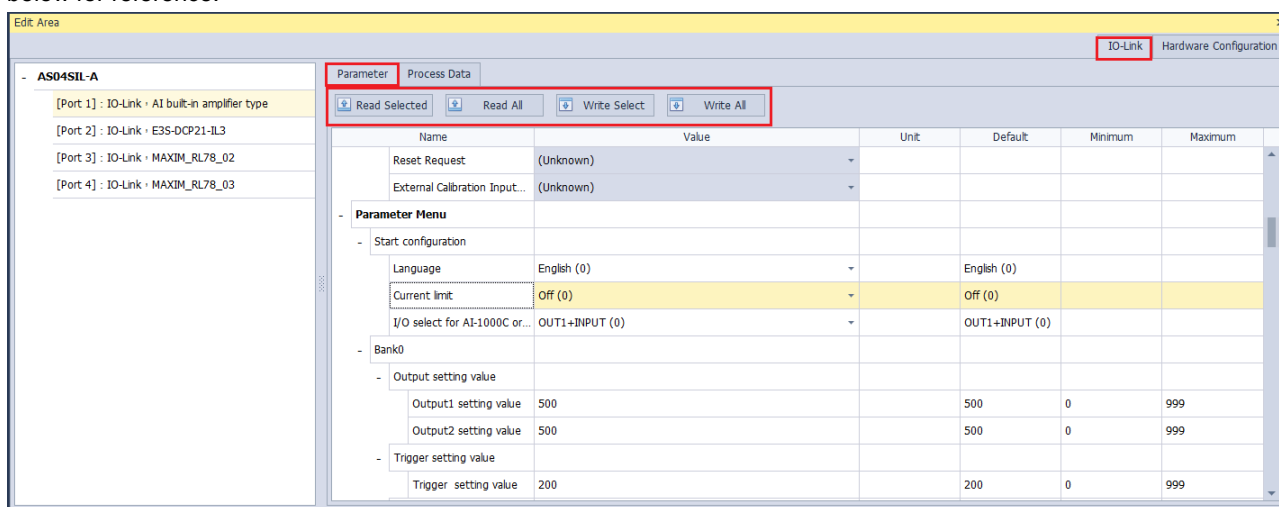 below for reference.
Edit Area
IO-Link Hardware Configuration
- AS04SIL-A
[Port 1] : IO-Link , AI built-in amplifier type
[Port 2] : IO-Link , E3S-DCP21-IL3
[Port 3] : IO-Link , MAXIM_RL78_02
[Port 4] : IO-Link , MAXIM_RL78_03
Parameter Process Data
Read Selected Read All Write Select Write All
Name Value Unit Default Minimum Maximum
Reset Request (Unknown)
External Calibration Input... (Unknown)
- Parameter Menu
- Start configuration
Language English (0) English (0)
Current limit Off (0) Off (0)
I/O select for AI-1000C or... OUT1+INPUT (0) OUT1+INPUT (0)
- Bank0
- Output setting value
Output1 setting value 500 500 0 999
Output2 setting value 500 500 0 999
- Trigger setting value
Trigger setting value 200 200 0 999